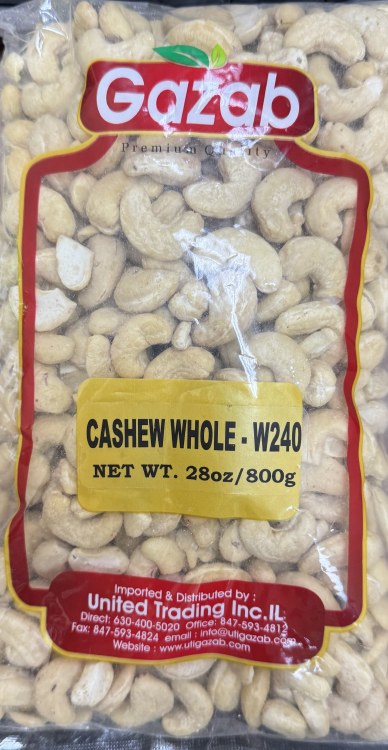 Gazab
Premium Quality
CASHEW WHOLE - W240
NET WT. 28oz/800g
Imported & Distributed by :
United Trading Inc.IL
Direct: 630-400-5020 Office: 847-593-4812
Fax: 847-593-4824 email : info@utigazab.com
Website : www.utigazab.com